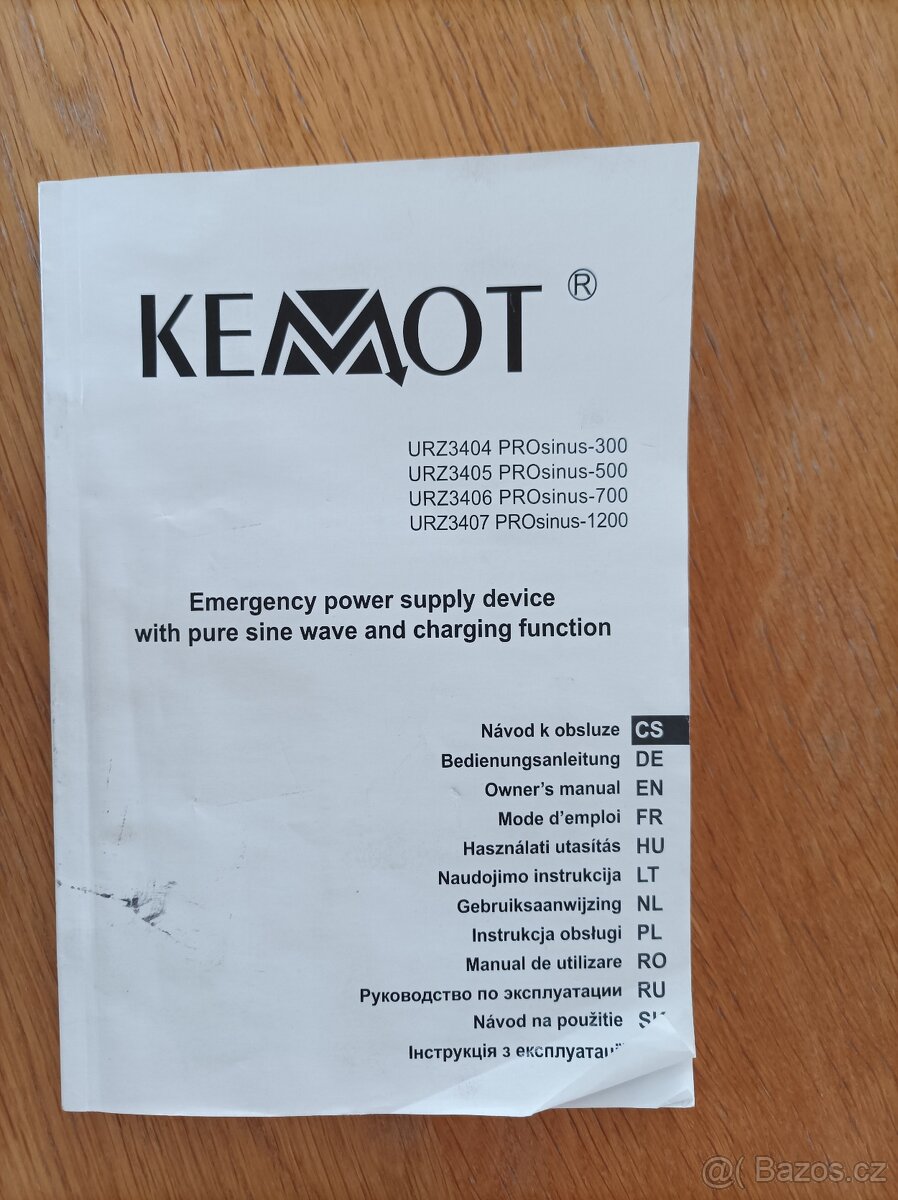 KEMOT ®
URZ3404 PROsinus-300
URZ3405 PROsinus-500
URZ3406 PROsinus-700
URZ3407 PROsinus-1200
Emergency power supply device
with pure sine wave and charging function
Návod k obsluze CS
Bedienungsanleitung DE
Owner's manual EN
Mode d'emploi FR
Használati utasítás HU
Naudojimo instrukcija LT
Gebruiksaanwijzing NL
Instrukcja obsługi PL
Manual de utilizare RO
Руководство по эксплуатации RU
Návod na použitie SK
Інструкція з експлуатації
@( Bazos.cz